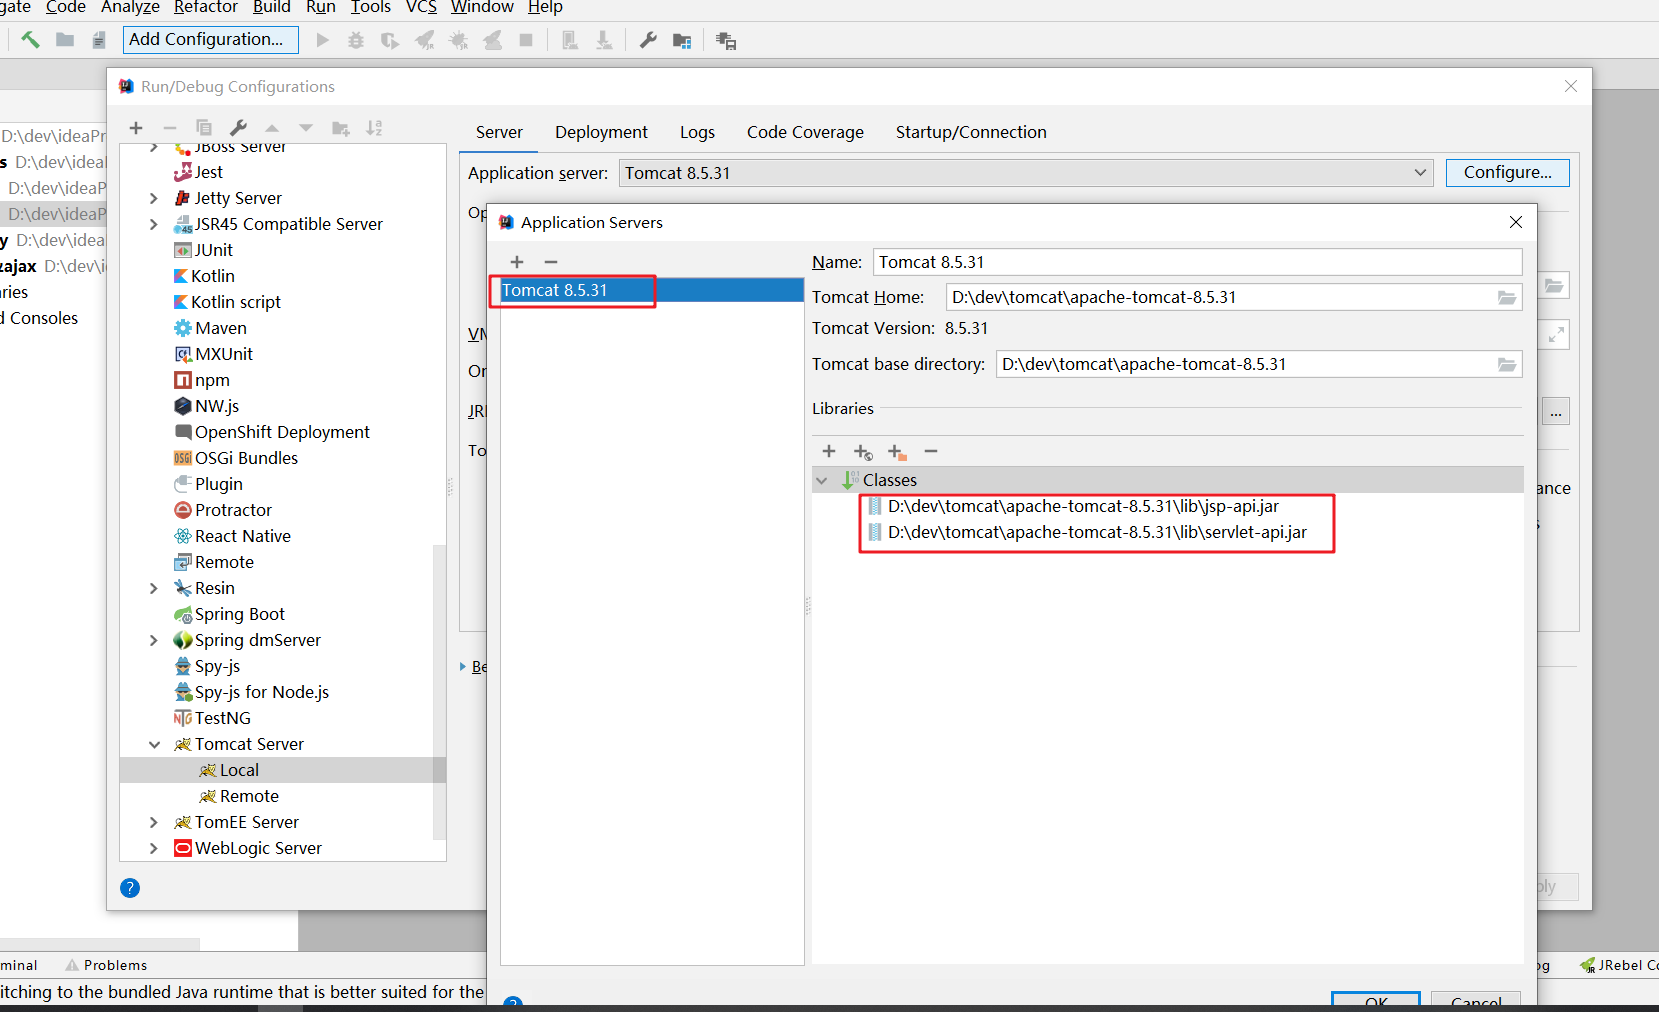 gate Code Analyze Refactor Build Run Tools VCS Window Help
Add Configuration...
Run/Debug Configurations
D:\dev\ideaPr
s D:\dev\idea
D:\dev\ideaP
D:\dev\ideaP
y D:\dev\idea
zajax D:\dev\i
ries
d Consoles
JBoss Server
Jest
Jetty Server
JSR45 Compatible Server
JUnit
Kotlin
Kotlin script
Maven
MXUnit
npm
NW.js
OpenShift Deployment
OSGi Bundles
Plugin
Protractor
React Native
Remote
Resin
Spring Boot
Spring dmServer
Spy-js
Spy-js for Node.js
TestNG
Tomcat Server
Local
Remote
TomEE Server
WebLogic Server
Server Deployment Logs Code Coverage Startup/Connection
Application server: Tomcat 8.5.31 Configure...
Op
VM
On
JRE
To
Be
ance
Application Servers
Tomcat 8.5.31
Name: Tomcat 8.5.31
Tomcat Home: D:\dev\tomcat\apache-tomcat-8.5.31
Tomcat Version: 8.5.31
Tomcat base directory: D:\dev\tomcat\apache-tomcat-8.5.31
Libraries
Classes
D:\dev\tomcat\apache-tomcat-8.5.31\lib\jsp-api.jar
D:\dev\tomcat\apache-tomcat-8.5.31\lib\servlet-api.jar
OK Cancel
ply
minal Problems
og JRebel Co
itching to the bundled Java runtime that is better suited for the